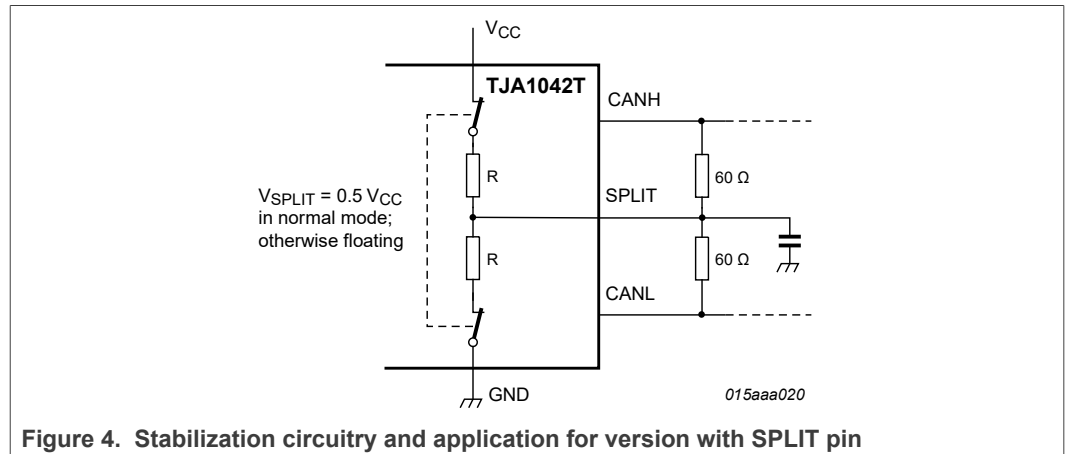 VCC
TJA1042T
CANH
R
60 Ω
VSPLIT = 0.5 VCC
in normal mode;
otherwise floating
SPLIT
R
60 Ω
CANL
GND
015aaa020
Figure 4. Stabilization circuitry and application for version with SPLIT pin